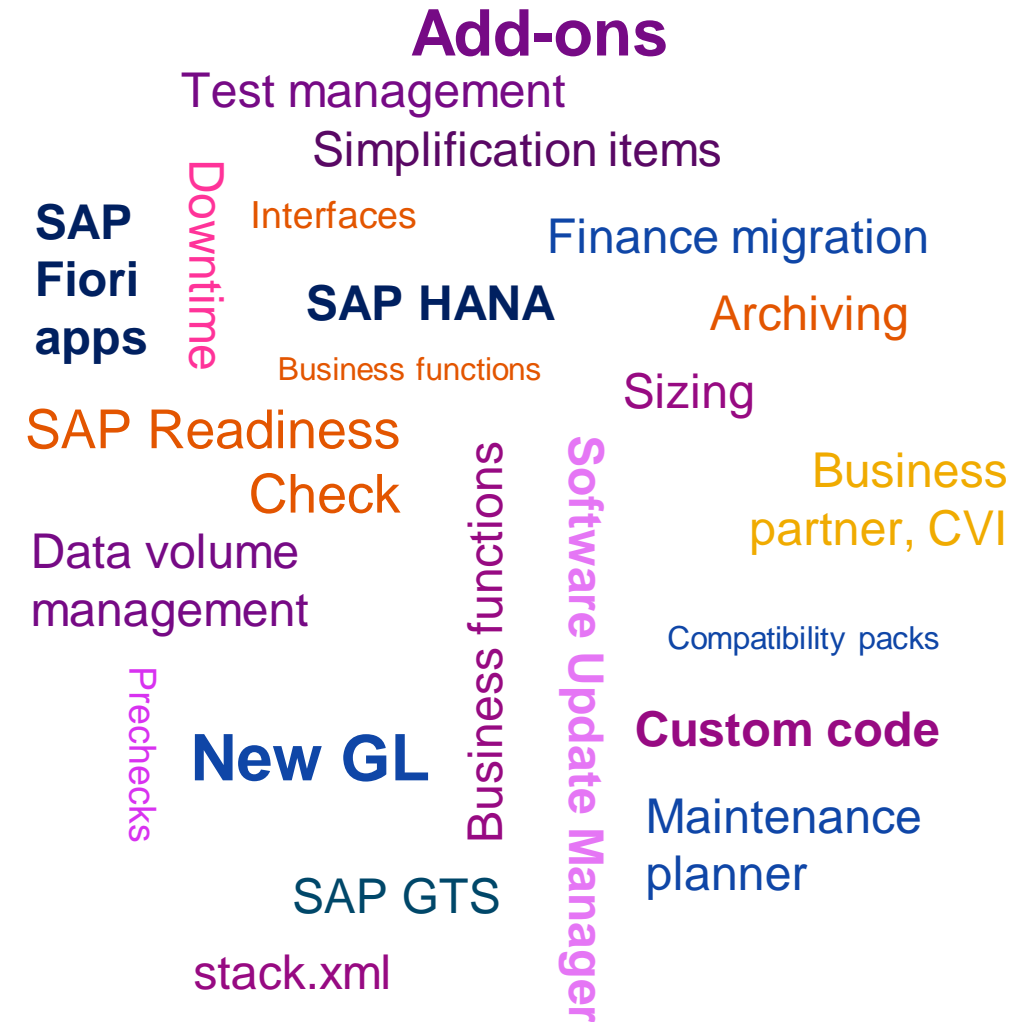 Add-ons
Test management
Simplification items
Downtime
SAP
Fiori
apps
Interfaces
Finance migration
SAP HANA
Archiving
Business functions
Sizing
SAP Readiness
Check
Business functions
Software Update Manager
Business
partner, CVI
Data volume
management
Compatibility packs
Prechecks
New GL
Custom code
Maintenance
planner
SAP GTS
stack.xml